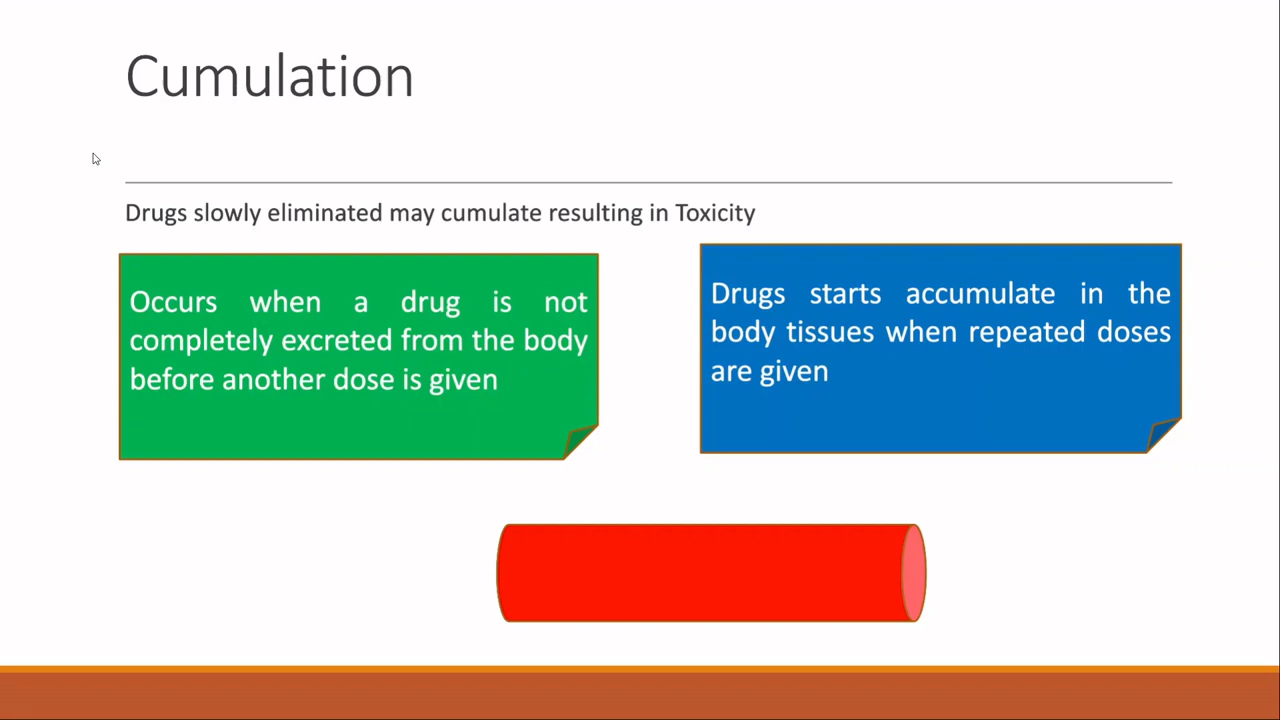 Cumulation
Drugs slowly eliminated may cumulate resulting in Toxicity
Occurs when a drug is not
completely excreted from the body
before another dose is given
Drugs starts accumulate in the
body tissues when repeated doses
are given